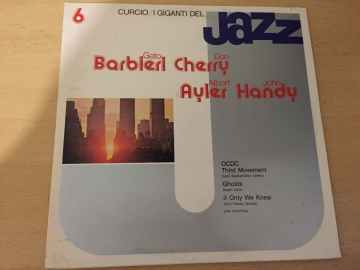 6
CURCIO / I GIGANTI DEL
JAZZ
Gato Don
Barbieri Cherry
Albert John
Ayler Handy
OCDC
Third Movement
Ghosts
If Only We Knew